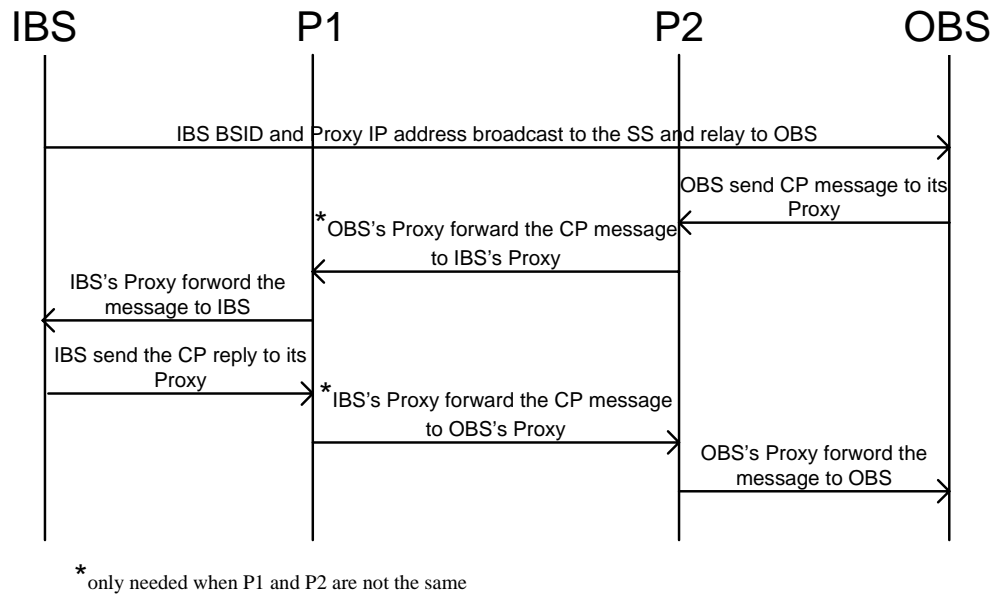 IBS P1 P2 OBS
IBS BSID and Proxy IP address broadcast to the SS and relay to OBS
OBS send CP message to its
Proxy
*OBS's Proxy forward the CP message
to IBS's Proxy
IBS's Proxy forword the
message to IBS
IBS send the CP reply to its
Proxy
*IBS's Proxy forward the CP message
to OBS's Proxy
OBS's Proxy forword the
message to OBS
*only needed when P1 and P2 are not the same